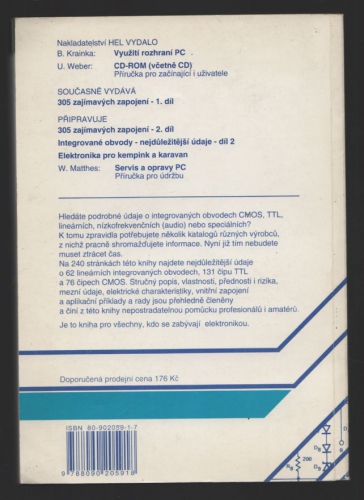 Nakladatelství HEL VYDALO
B. Krainka: Využití rozhraní PC
U. Weber: CD-ROM (včetně CD)
Příručka pro začínající i uživatele
SOUČASNĚ VYDÁVÁ
305 zajímavých zapojení - 1. díl
PŘIPRAVUJE
305 zajímavých zapojení - 2. díl
Integrované obvody - nejdůležitější údaje - díl 2
Elektronika pro kempink a karavan
W. Matthes: Servis a opravy PC
Příručka pro údržbu
Hledáte podrobné údaje o integrovaných obvodech CMOS, TTL,
lineárních, nízkofrekvenčních (audio) nebo speciálních?
K tomu zpravidla potřebujete několik katalogů různých výrobců,
z nichž pracně shromažďujete informace. Nyní již tím nebudete
muset ztrácet čas.
Na 240 stránkách této knihy najdete nejdůležitější údaje
o 62 lineárních integrovaných obvodech, 131 čipu TTL
a 76 čipech CMOS. Stručný popis, vlastnosti, přednosti i rizika,
mezní údaje, elektrické charakteristiky, vnitřní zapojení
a aplikační příklady a rady jsou přehledně členěny
a činí z této knihy nepostradatelnou pomůcku profesionálů i amatérů.
Je to kniha pro všechny, kdo se zabývají elektronikou.
Doporučená prodejní cena 176 Kč
ISBN 80-902059-1-7
9 788090 205918